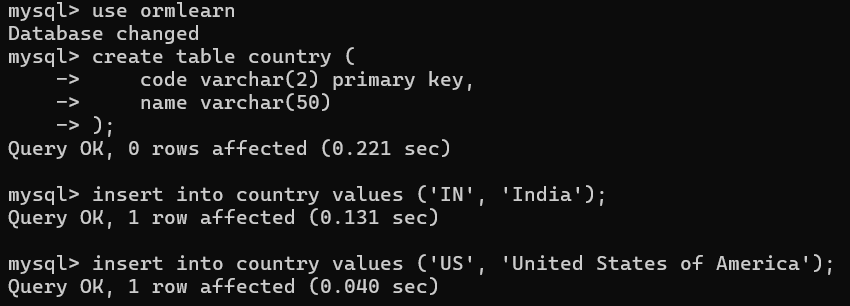 mysql> use ormlearn
Database changed
mysql> create table country (
    ->     code varchar(2) primary key,
    ->     name varchar(50)
    -> );
Query OK, 0 rows affected (0.221 sec)

mysql> insert into country values ('IN', 'India');
Query OK, 1 row affected (0.131 sec)

mysql> insert into country values ('US', 'United States of America');
Query OK, 1 row affected (0.040 sec)